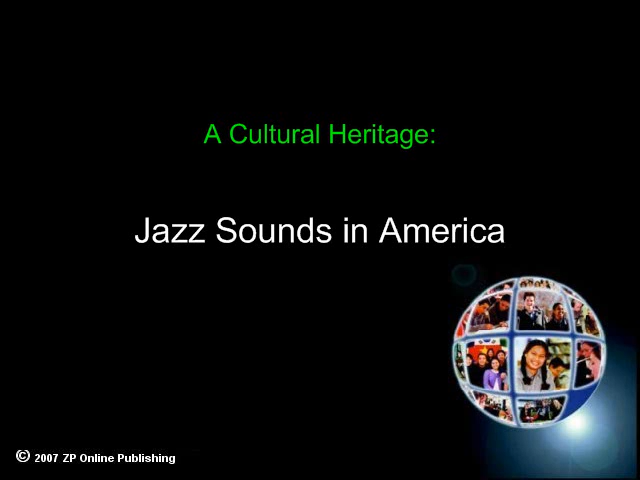 A Cultural Heritage:
Jazz Sounds in America
© 2007 ZP Online Publishing